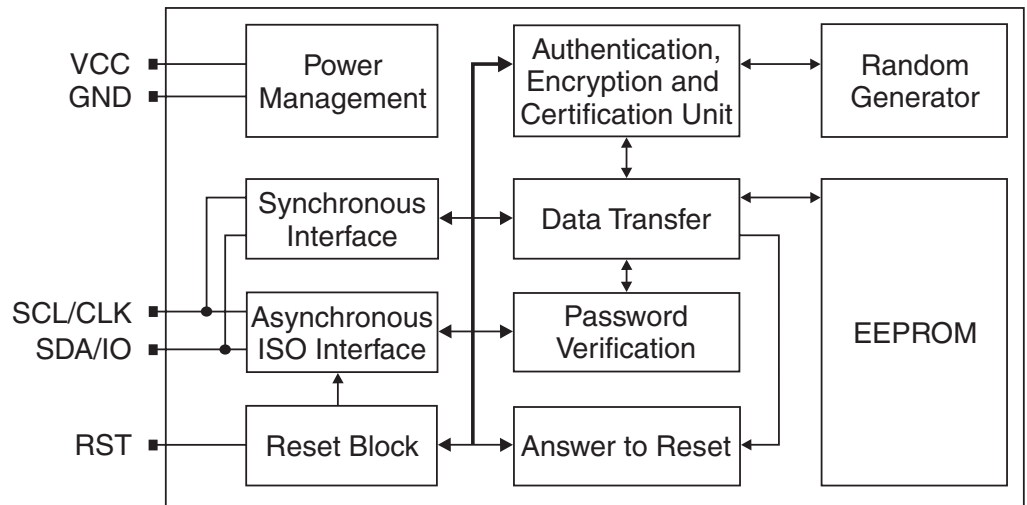 VCC
GND
Power
Management
Authentication,
Encryption and
Certification Unit
Random
Generator
Synchronous
Interface
Data Transfer
SCL/CLK
SDA/IO
Asynchronous
ISO Interface
Password
Verification
EEPROM
RST
Reset Block
Answer to Reset